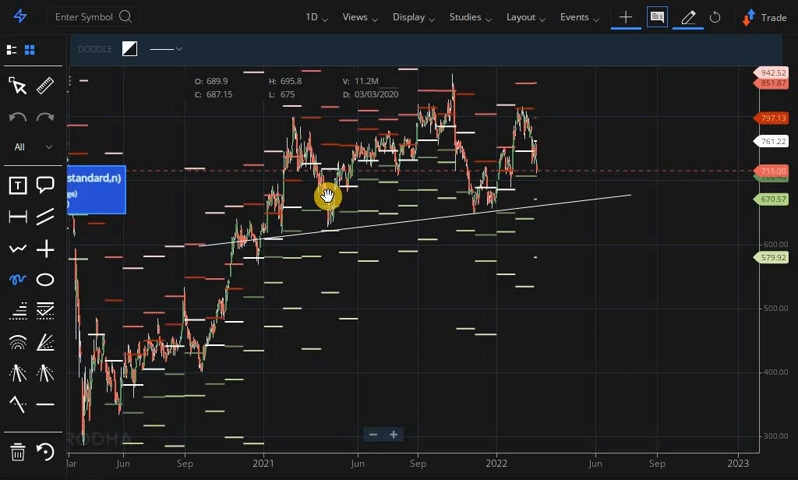 Enter Symbol
1D
Views
Display
Studies
Layout
Events
Trade
DOODLE
O: 689.9 H: 695.8 V: 11.2M
C: 687.15 L: 675 D: 03/03/2020
All
standard,n)
T
942.52
851.87
797.13
761.22
715.00
670.57
600.00
579.92
500.00
400.00
300.00
Mar Jun Sep 2021 Jun Sep 2022 Jun Sep 2023